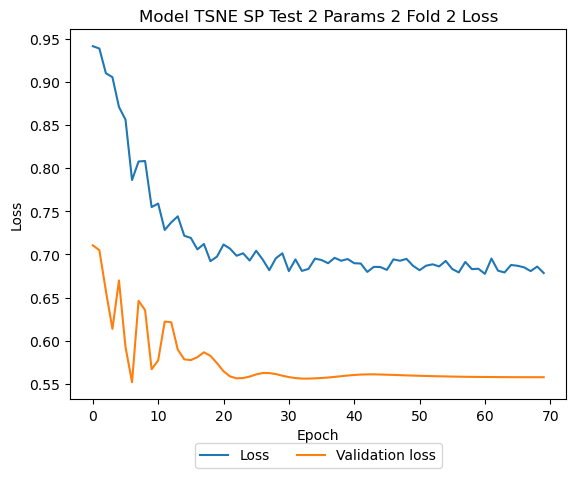 Model TSNE SP Test 2 Params 2 Fold 2 Loss
0.95
0.90
0.85
0.80
0.75
0.70
0.65
0.60
0.55
Loss
0 10 20 30 40 50 60 70
Epoch
Loss Validation loss